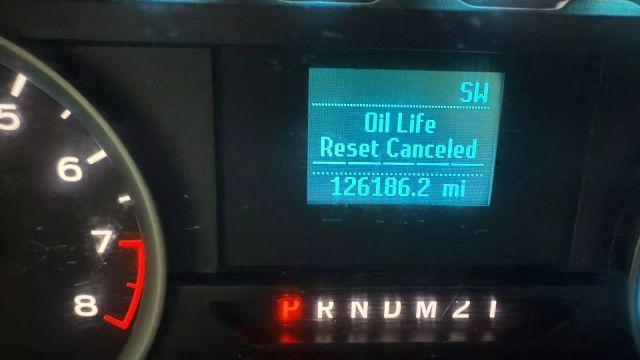 SW
Oil Life
Reset Canceled
126186.2 mi
5
6
7
8
P R N D M 2 1